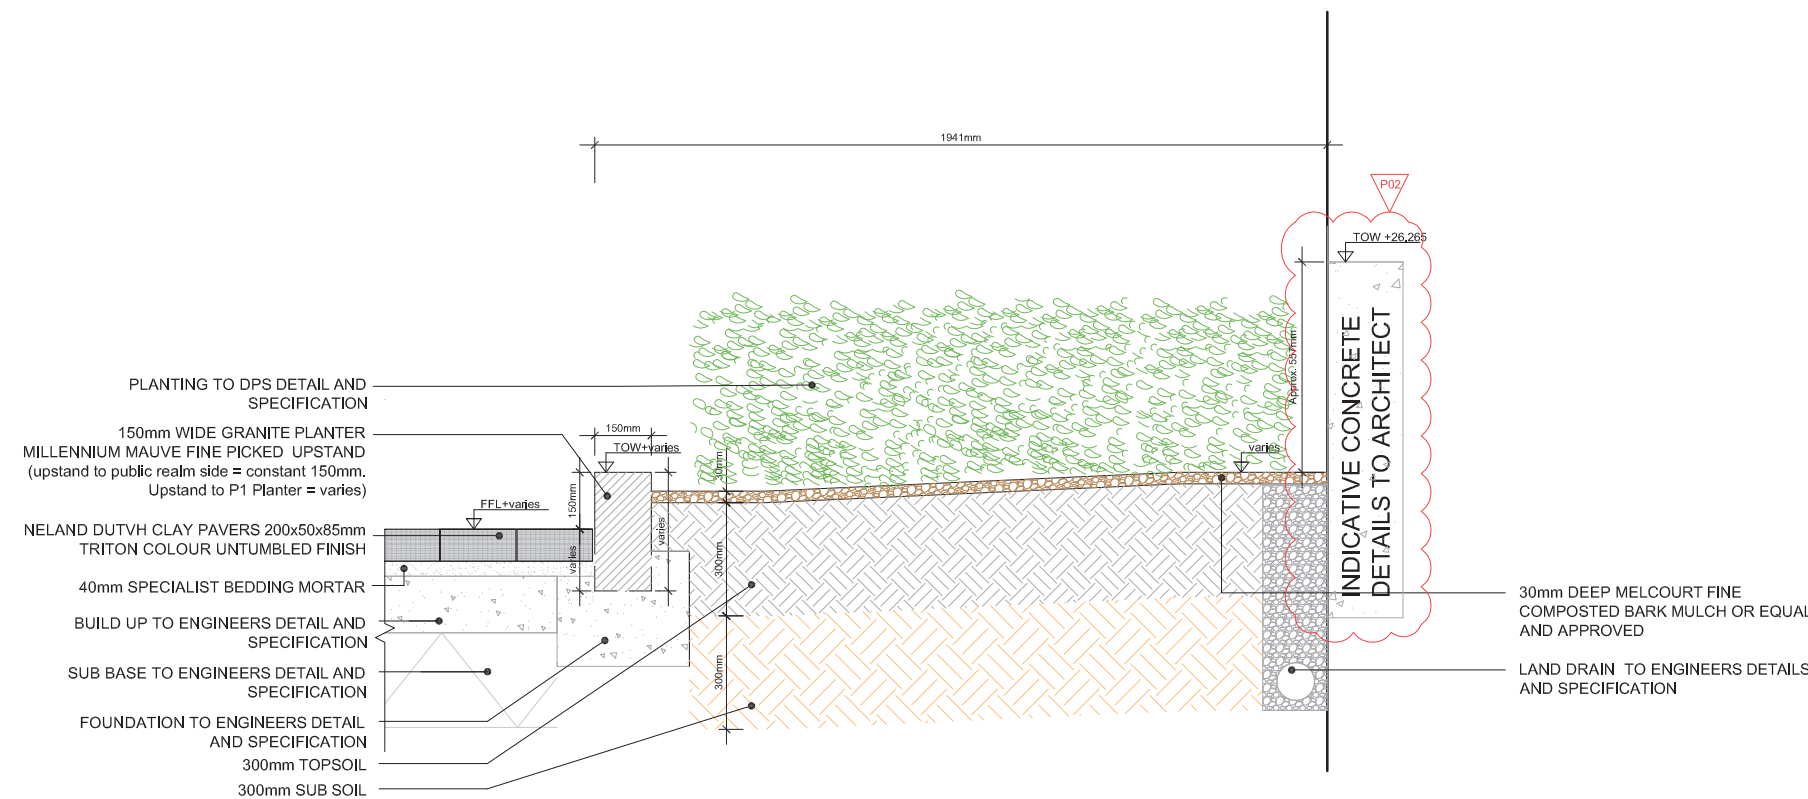 1941mm
P02
TOW +26.265
INDICATIVE CONCRETE
DETAILS TO ARCHITECT
Approx. 557mm
PLANTING TO DPS DETAIL AND
SPECIFICATION
150mm WIDE GRANITE PLANTER
MILLENNIUM MAUVE FINE PICKED UPSTAND
(upstand to public realm side = constant 150mm.
Upstand to P1 Planter = varies)
NELAND DUTVH CLAY PAVERS 200x50x85mm
TRITON COLOUR UNTUMBLED FINISH
40mm SPECIALIST BEDDING MORTAR
BUILD UP TO ENGINEERS DETAIL AND
SPECIFICATION
SUB BASE TO ENGINEERS DETAIL AND
SPECIFICATION
FOUNDATION TO ENGINEERS DETAIL
AND SPECIFICATION
300mm TOPSOIL
300mm SUB SOIL
150mm
TOW+varies
FFL+varies
150mm
varies
varies
300mm
300mm
varies
30mm DEEP MELCOURT FINE
COMPOSTED BARK MULCH OR EQUAL
AND APPROVED
LAND DRAIN TO ENGINEERS DETAILS
AND SPECIFICATION